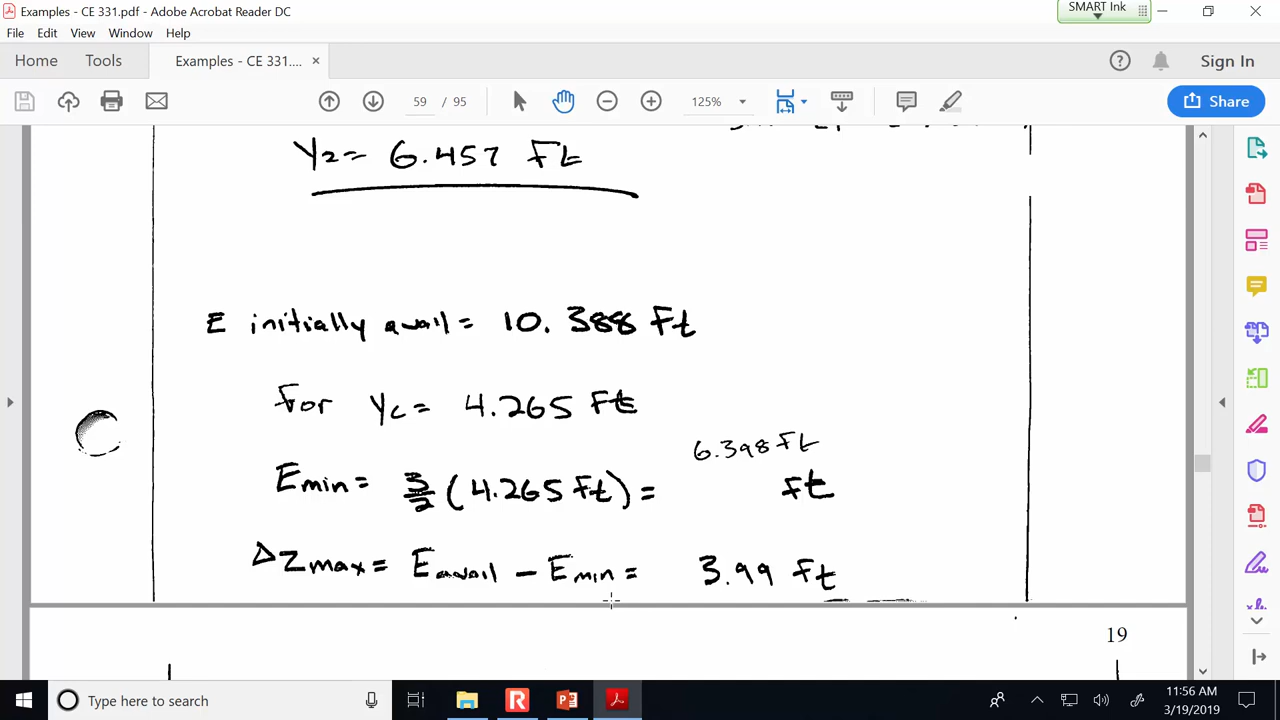 Examples - CE 331.pdf - Adobe Acrobat Reader DC
SMART Ink
File Edit View Window Help
Home Tools Examples - CE 331.... × Sign In
59 / 95 125% Share
Y2= 6.457 Ft
E initially avail= 10.388 Ft
For Yc= 4.265 Ft
6.398 Ft
Emin= 3/2 (4.265 Ft) = Ft
ΔZmax= Eavail - Emin= 3.99 Ft
19
Type here to search
11:56 AM
3/19/2019